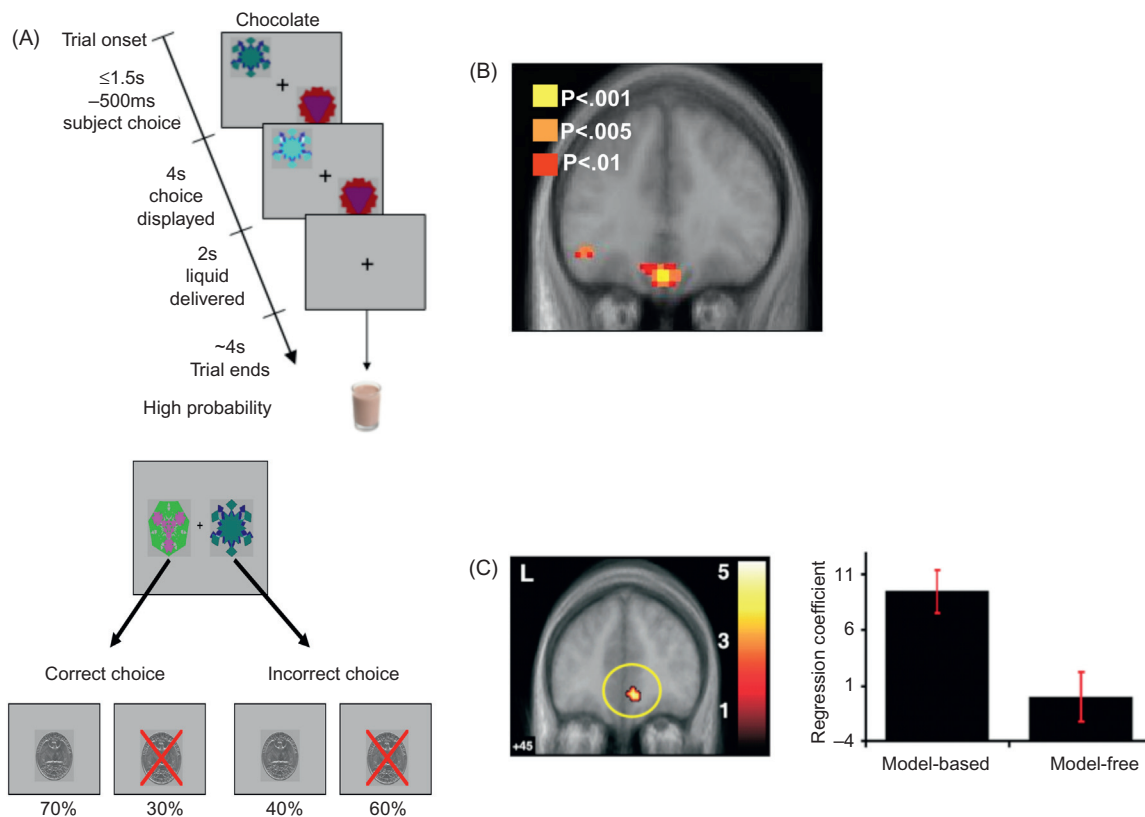 (A)
Chocolate
Trial onset
≤1.5s
–500ms
subject choice
4s
choice
displayed
2s
liquid
delivered
~4s
Trial ends
High probability
Correct choice
Incorrect choice
70%
30%
40%
60%
(B)
P<.001
P<.005
P<.01
(C)
L
5
3
1
+45
Regression coefficient
11
6
1
–4
Model-based
Model-free